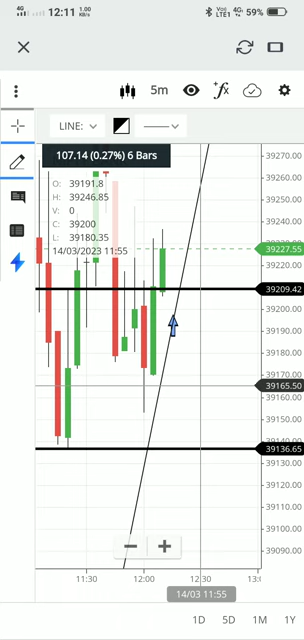 4G 12:11 1.00 KB/S VoLTE1 4G 59%
5m +fx
LINE:
107.14 (0.27%) 6 Bars
O: 39191.8
H: 39246.85
V: 0
C: 39200
L: 39180.35
14/03/2023 11:55
39270.00
39260.00
39250.00
39240.00
39227.55
39220.00
39209.42
39200.00
39190.00
39180.00
39165.50
39150.00
39136.65
39130.00
39120.00
39110.00
39100.00
39090.00
11:30 12:00 12:30 13:0
14/03 11:55
1D 5D 1M 1Y